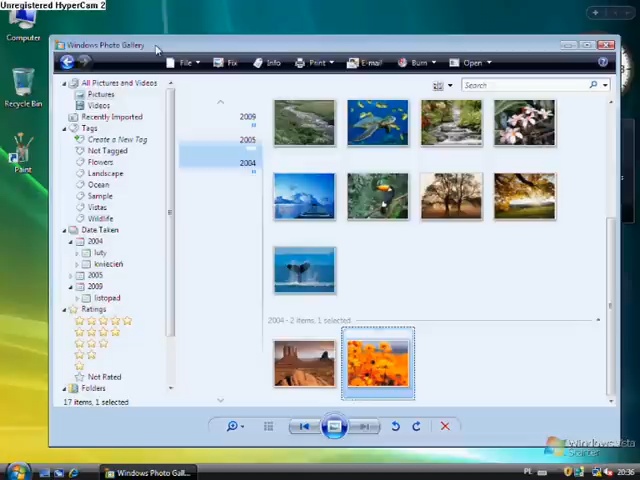 Unregistered HyperCam 2
Computer
Recycle Bin
Paint
Windows Photo Gallery
File
Fix
Info
Print
E-mail
Burn
Open
Search
All Pictures and Videos
Pictures
Videos
Recently Imported
Tags
Create a New Tag
Not Tagged
Flowers
Landscape
Ocean
Sample
Vistas
Wildlife
Date Taken
2004
luty
kwiecień
2005
2009
listopad
Ratings
Not Rated
Folders
17 items, 1 selected
2009
2005
2004
2004 - 2 items, 1 selected.
Windows Vista
Starter
Windows Photo Gall...
PL
20:36